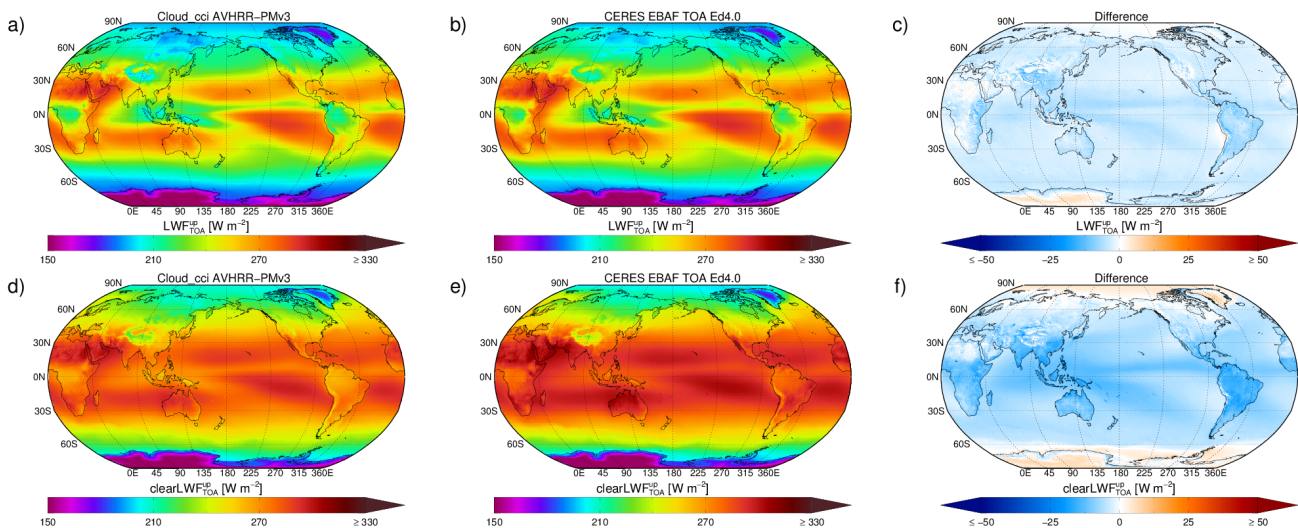 a) Cloud_cci AVHRR−PMv3
90N
60N
30N
0N
30S
60S
0E 45 90 135 180 225 270 315 360E
LWF^up_TOA [W m−2]
150 210 270 ≥ 330
b) CERES EBAF TOA Ed4.0
90N
60N
30N
0N
30S
60S
0E 45 90 135 180 225 270 315 360E
LWF^up_TOA [W m−2]
150 210 270 ≥ 330
c) Difference
90N
60N
30N
0N
30S
60S
0E 45 90 135 180 225 270 315 360E
LWF^up_TOA [W m−2]
≤ −50 −25 0 25 ≥ 50
d) Cloud_cci AVHRR−PMv3
90N
60N
30N
0N
30S
60S
0E 45 90 135 180 225 270 315 360E
clearLWF^up_TOA [W m−2]
150 210 270 ≥ 330
e) CERES EBAF TOA Ed4.0
90N
60N
30N
0N
30S
60S
0E 45 90 135 180 225 270 315 360E
clearLWF^up_TOA [W m−2]
150 210 270 ≥ 330
f) Difference
90N
60N
30N
0N
30S
60S
0E 45 90 135 180 225 270 315 360E
clearLWF^up_TOA [W m−2]
≤ −50 −25 0 25 ≥ 50